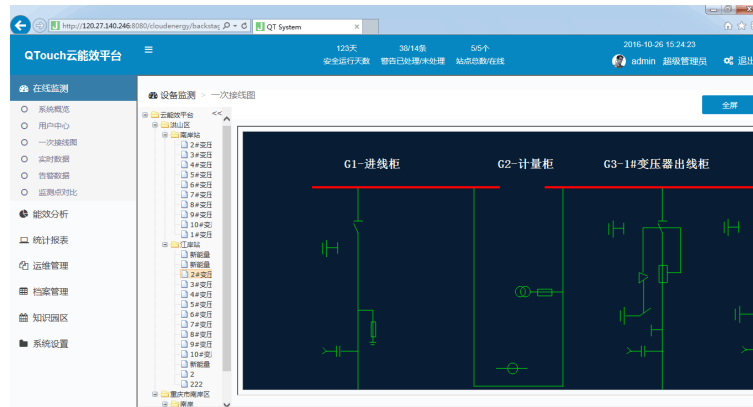 http://120.27.140.246:8080/cloudenergy/backstag
QT System
QTouch云能效平台
123天
38/14条
5/5个
安全运行天数
警告已处理/未处理
站点总数/在线
2016-10-26 15:24:23
admin 超级管理员
退出
在线监测
系统概览
用户中心
一次接线图
实时数据
告警数据
监测点对比
能效分析
统计报表
运维管理
档案管理
知识园区
系统设置
设备监测 > 一次接线图
全屏
<<
云能效平台
洪山区
南岸站
2#变压
3#变压
4#变压
5#变压
6#变压
7#变压
8#变压
9#变压
10#变压
1#变压
江岸站
新能量
新能量
2#变压
3#变压
4#变压
5#变压
6#变压
7#变压
8#变压
9#变压
10#变压
新能量
2
222
重庆市南岸区
南岸
G1-进线柜
G2-计量柜
G3-1#变压器出线柜